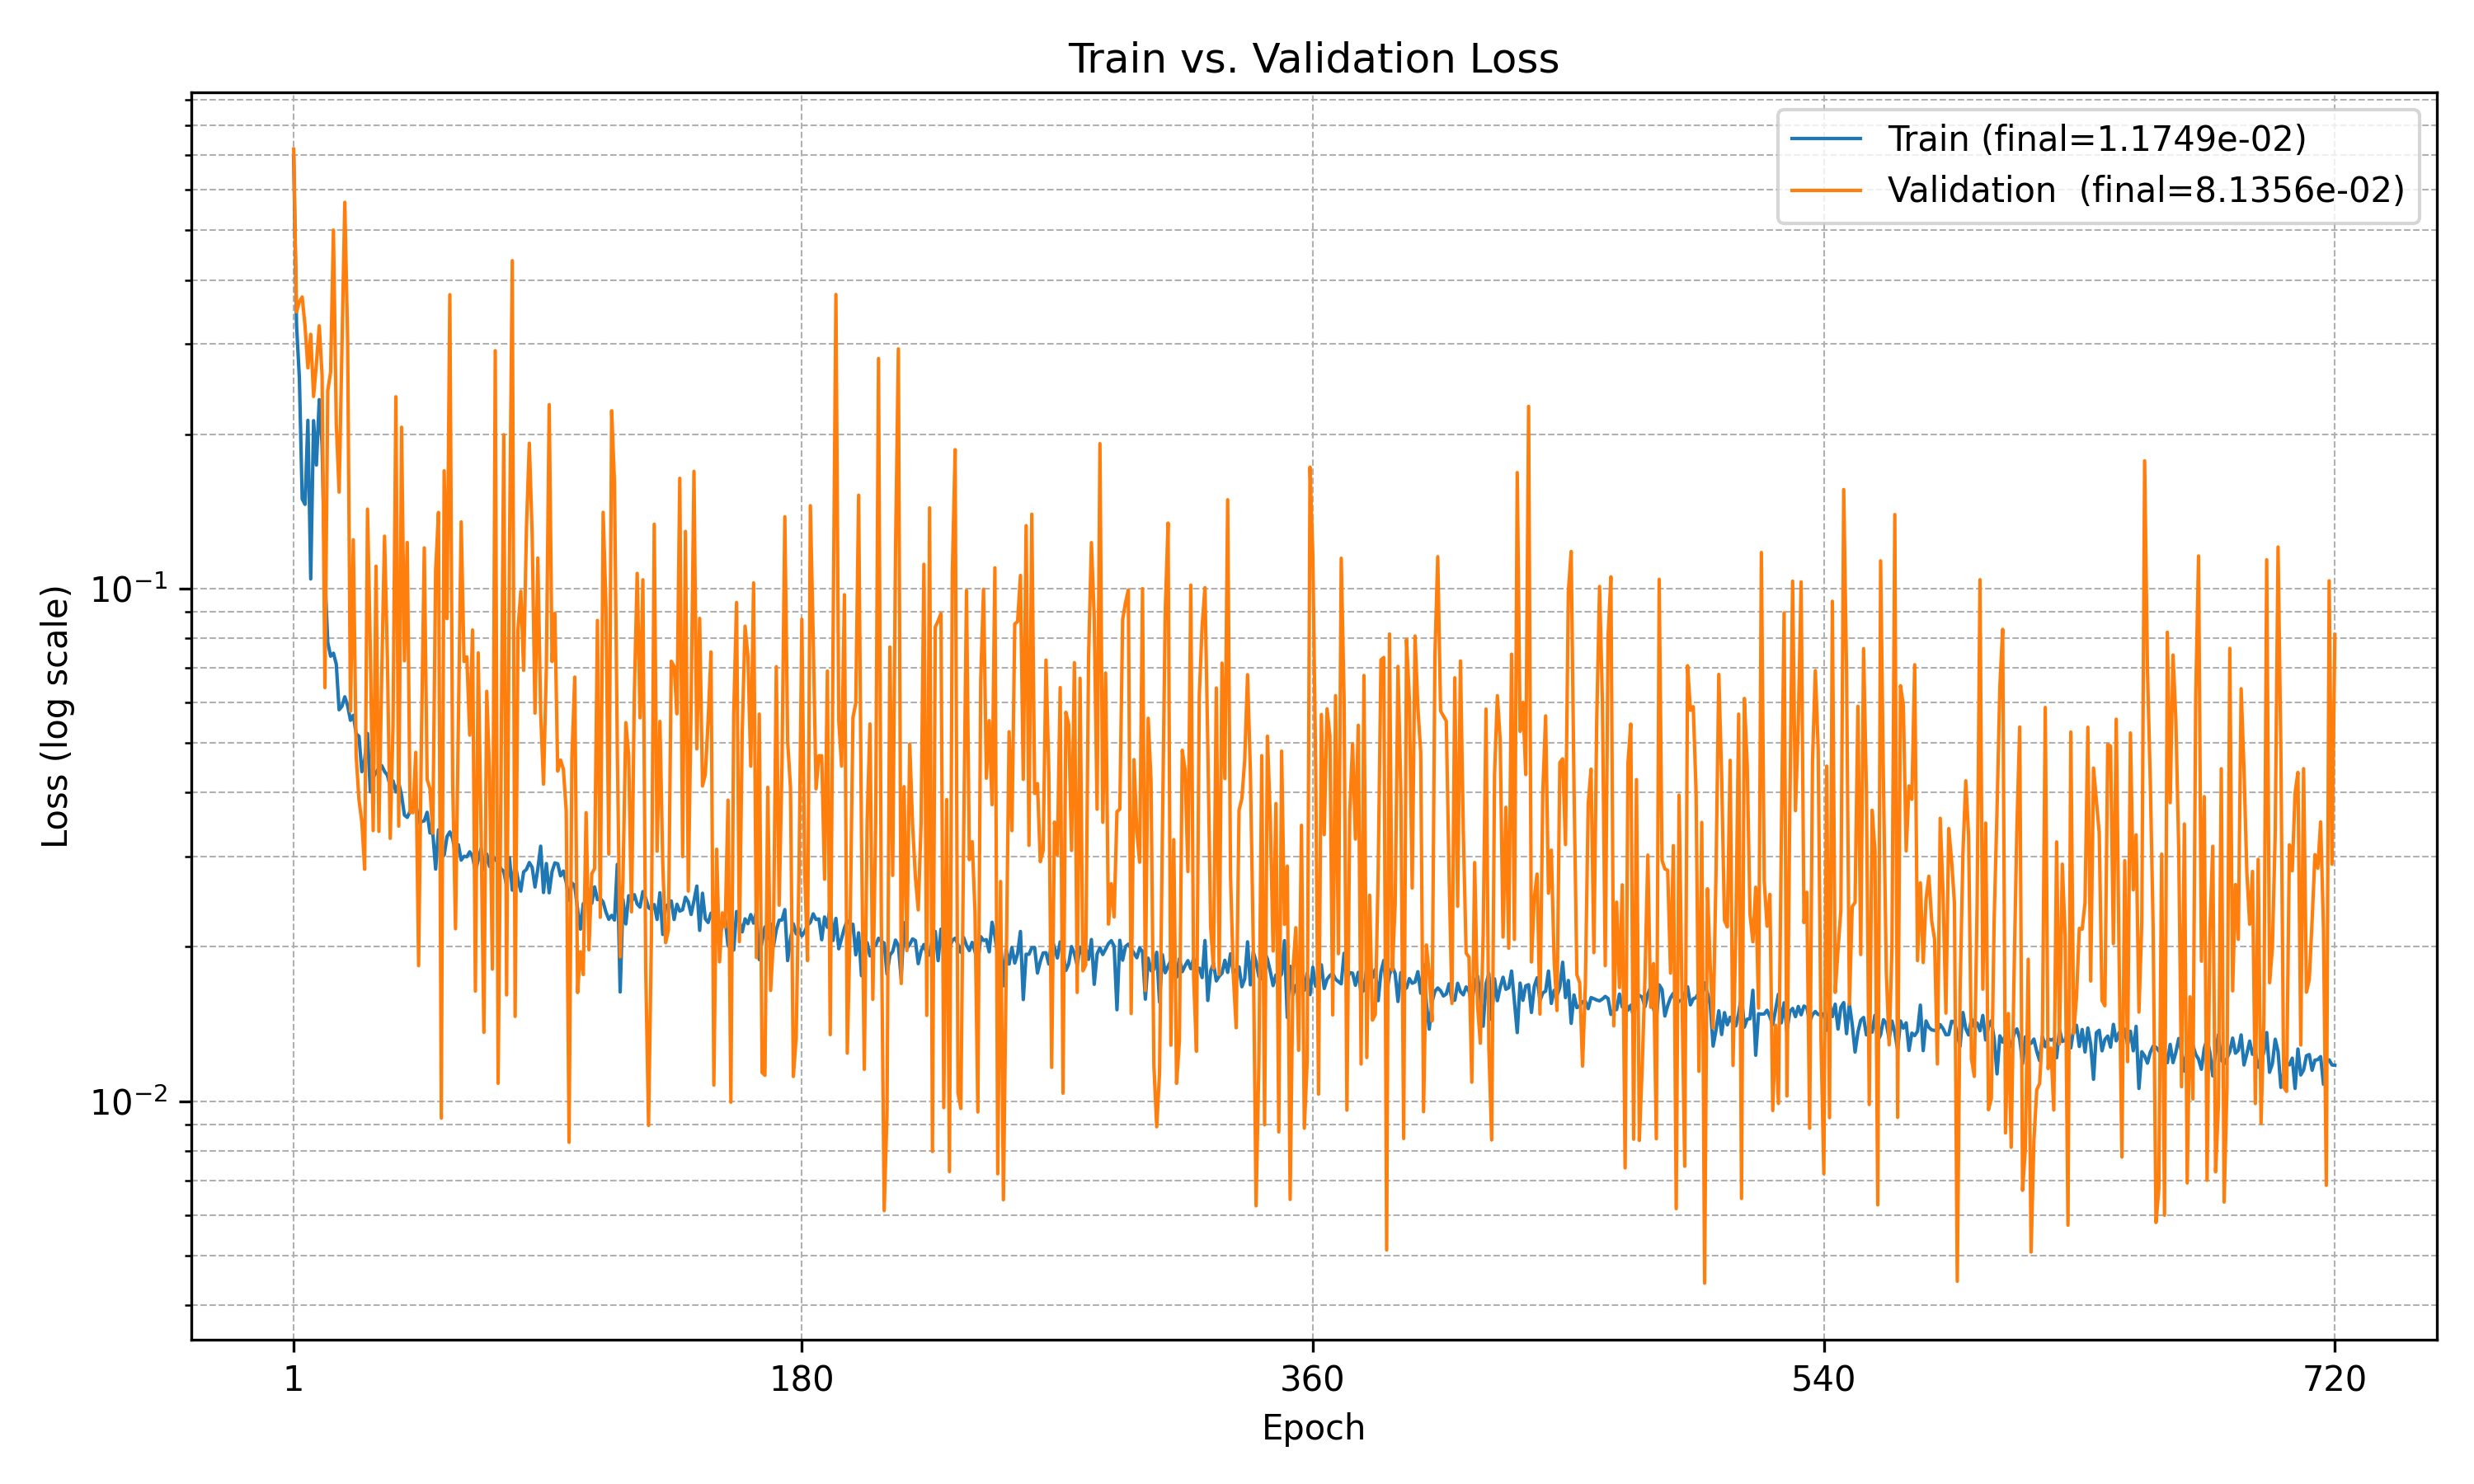 Train vs. Validation Loss
Train (final=1.1749e-02)
Validation  (final=8.1356e-02)
Loss (log scale)
10⁻¹
10⁻²
1 180 360 540 720
Epoch